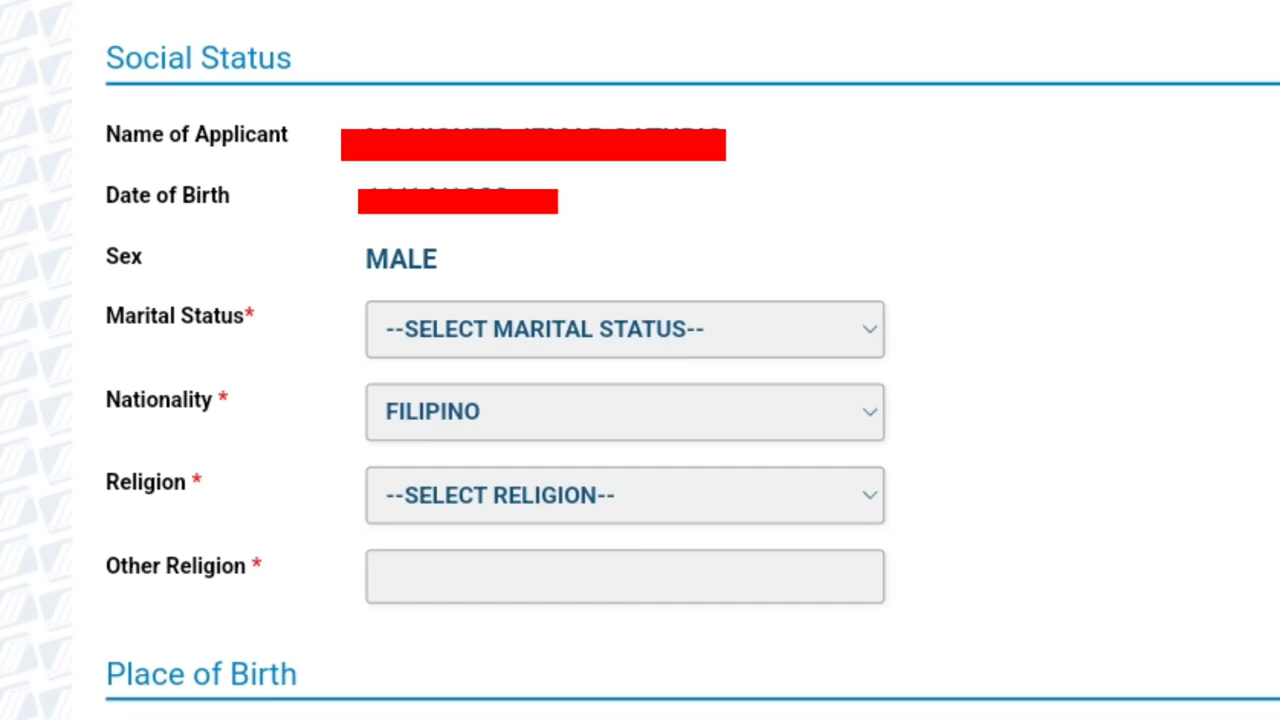 Social Status
Name of Applicant
Date of Birth
Sex MALE
Marital Status* --SELECT MARITAL STATUS--
Nationality * FILIPINO
Religion * --SELECT RELIGION--
Other Religion *
Place of Birth